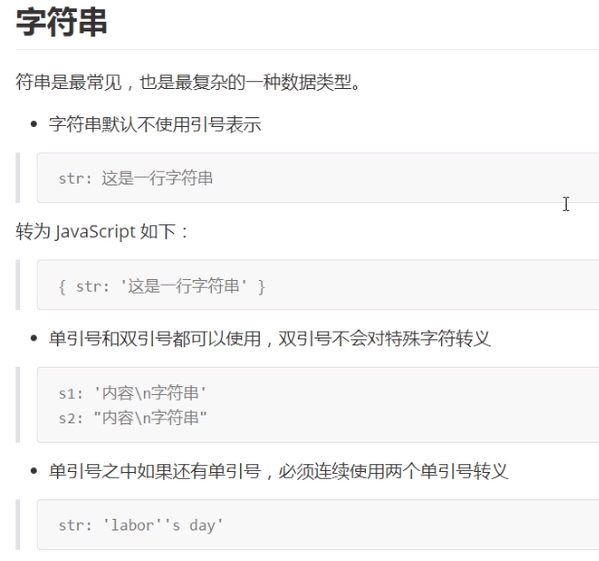 字符串
符串是最常见，也是最复杂的一种数据类型。
字符串默认不使用引号表示
str: 这是一行字符串
转为 JavaScript 如下：
{ str: '这是一行字符串' }
单引号和双引号都可以使用，双引号不会对特殊字符转义
s1: '内容\n字符串'
s2: "内容\n字符串"
单引号之中如果还有单引号，必须连续使用两个单引号转义
str: 'labor''s day'